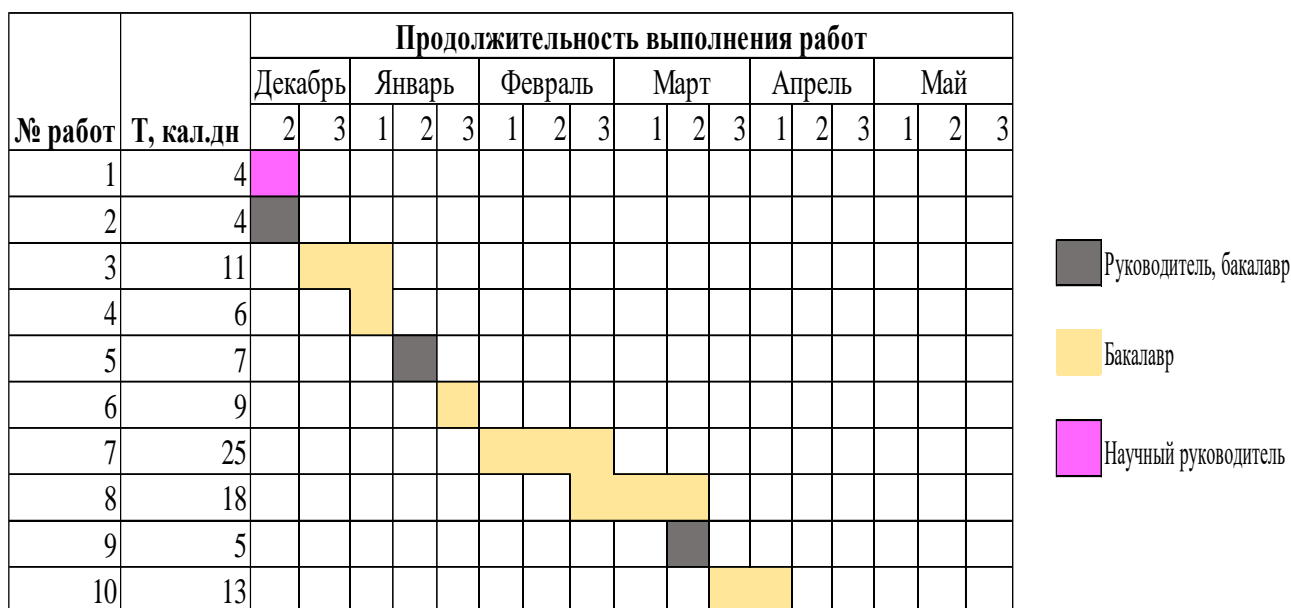 Продолжительность выполнения работ
Декабрь Январь Февраль Март Апрель Май
№ работ Т, кал.дн 2 3 1 2 3 1 2 3 1 2 3 1 2 3 1 2 3
1 4
2 4
3 11
4 6
5 7
6 9
7 25
8 18
9 5
10 13
Руководитель, бакалавр
Бакалавр
Научный руководитель